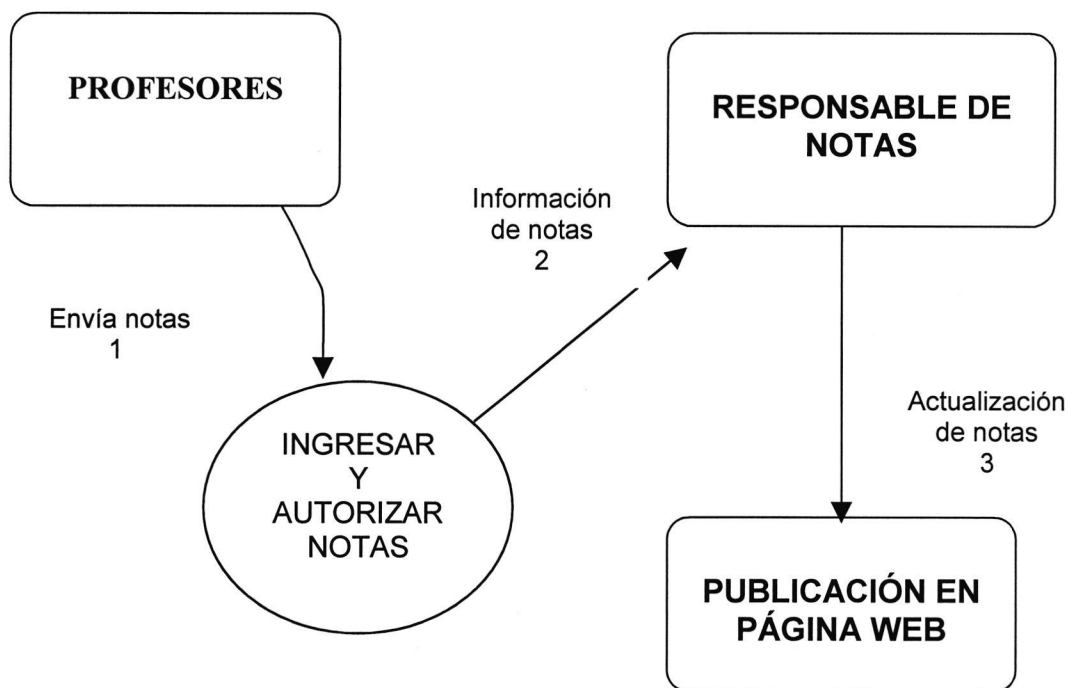 PROFESORES
RESPONSABLE DE
NOTAS
Información
de notas
2
Envía notas
1
INGRESAR
Y
AUTORIZAR
NOTAS
Actualización
de notas
3
PUBLICACIÓN EN
PÁGINA WEB